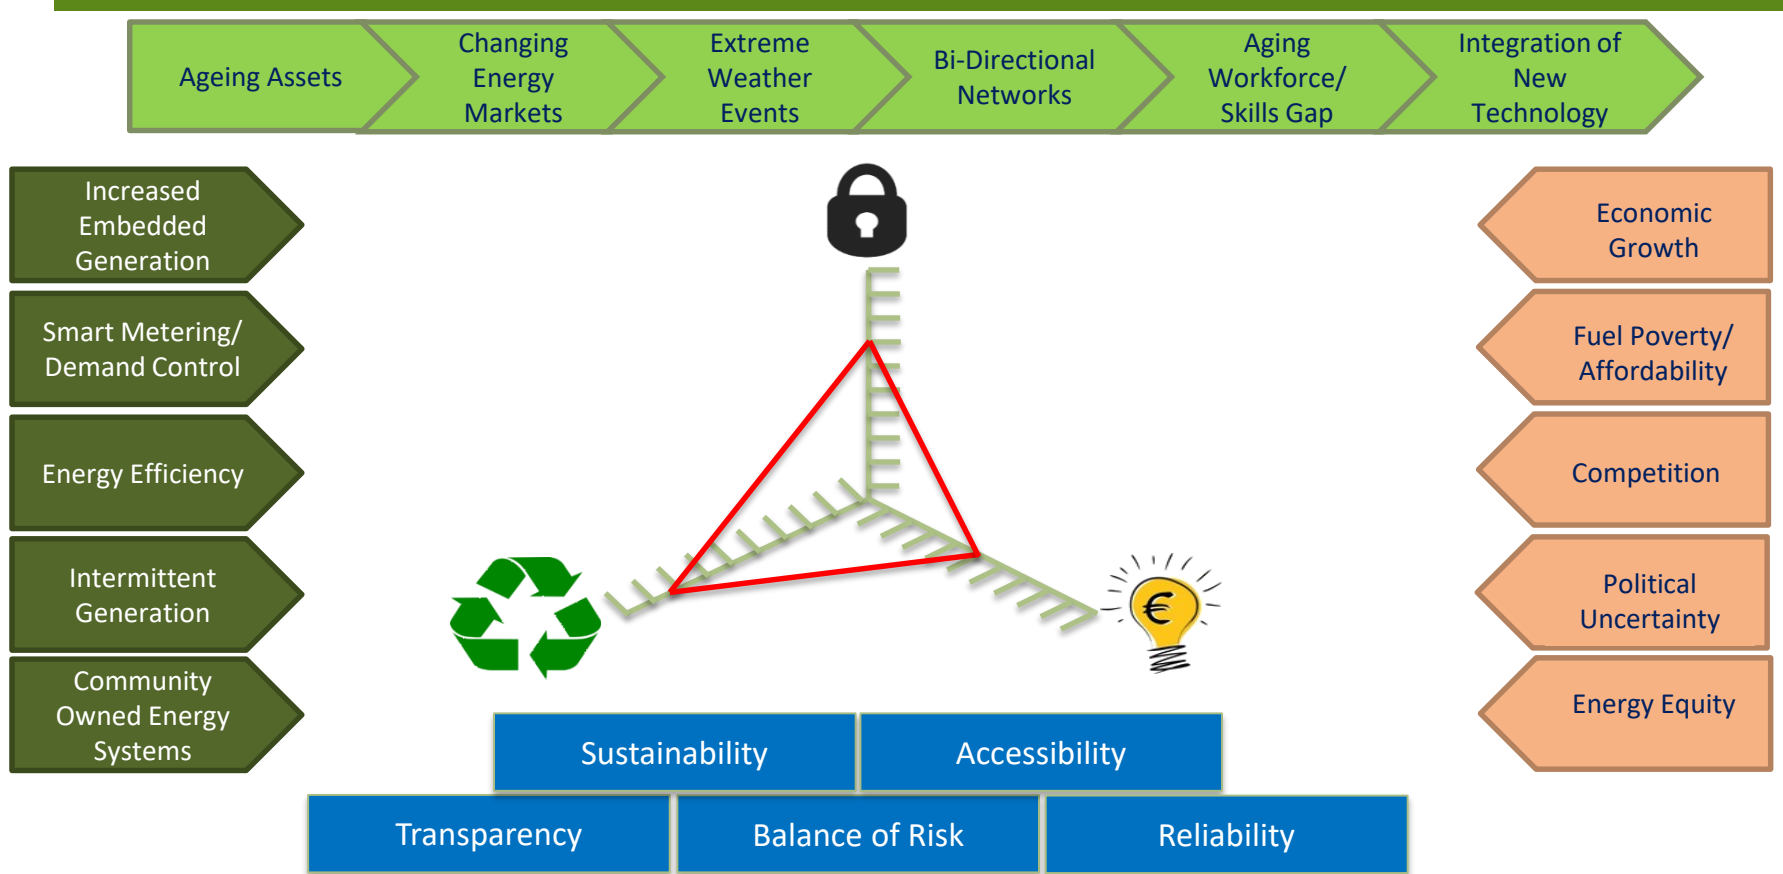 Ageing Assets
Changing
Energy
Markets
Extreme
Weather
Events
Bi-Directional
Networks
Aging
Workforce/
Skills Gap
Integration of
New
Technology
Increased
Embedded
Generation
Smart Metering/
Demand Control
Energy Efficiency
Intermittent
Generation
Community
Owned Energy
Systems
€
Economic
Growth
Fuel Poverty/
Affordability
Competition
Political
Uncertainty
Energy Equity
Sustainability
Accessibility
Transparency
Balance of Risk
Reliability